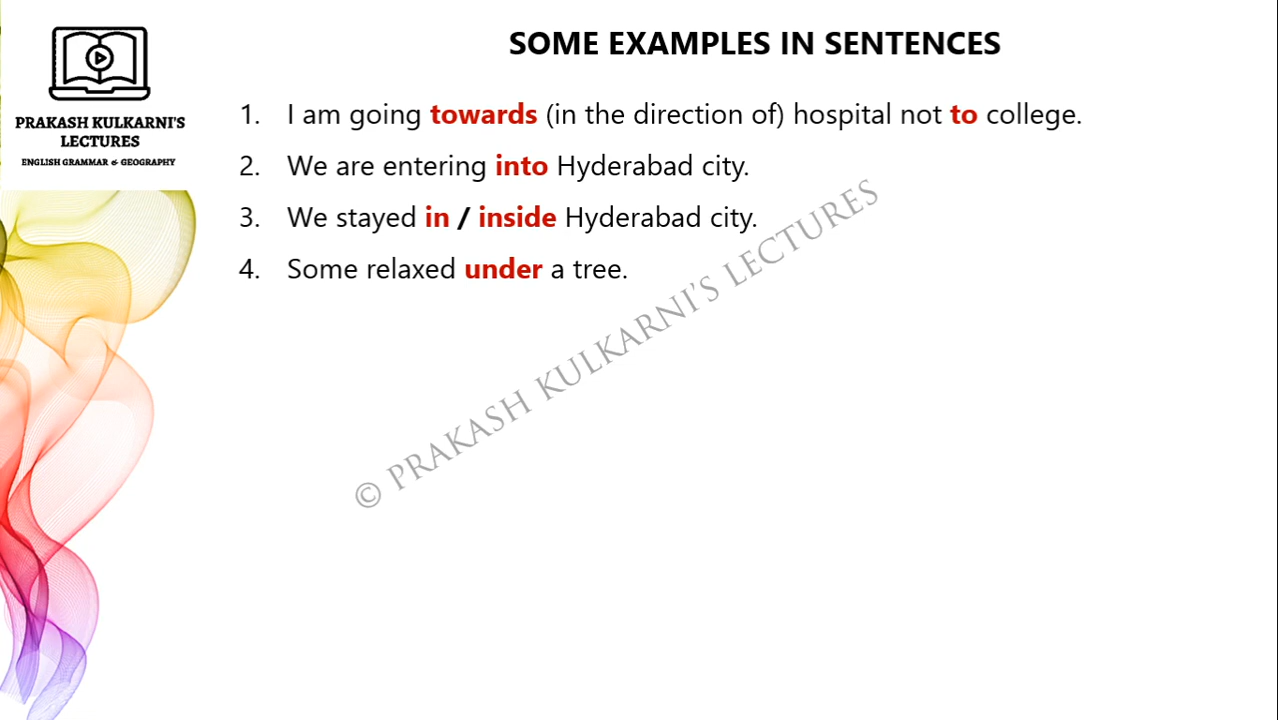 SOME EXAMPLES IN SENTENCES
PRAKASH KULKARNI'S
LECTURES
ENGLISH GRAMMAR & GEOGRAPHY
1. I am going towards (in the direction of) hospital not to college.
2. We are entering into Hyderabad city.
3. We stayed in / inside Hyderabad city.
4. Some relaxed under a tree.
© PRAKASH KULKARNI'S LECTURES